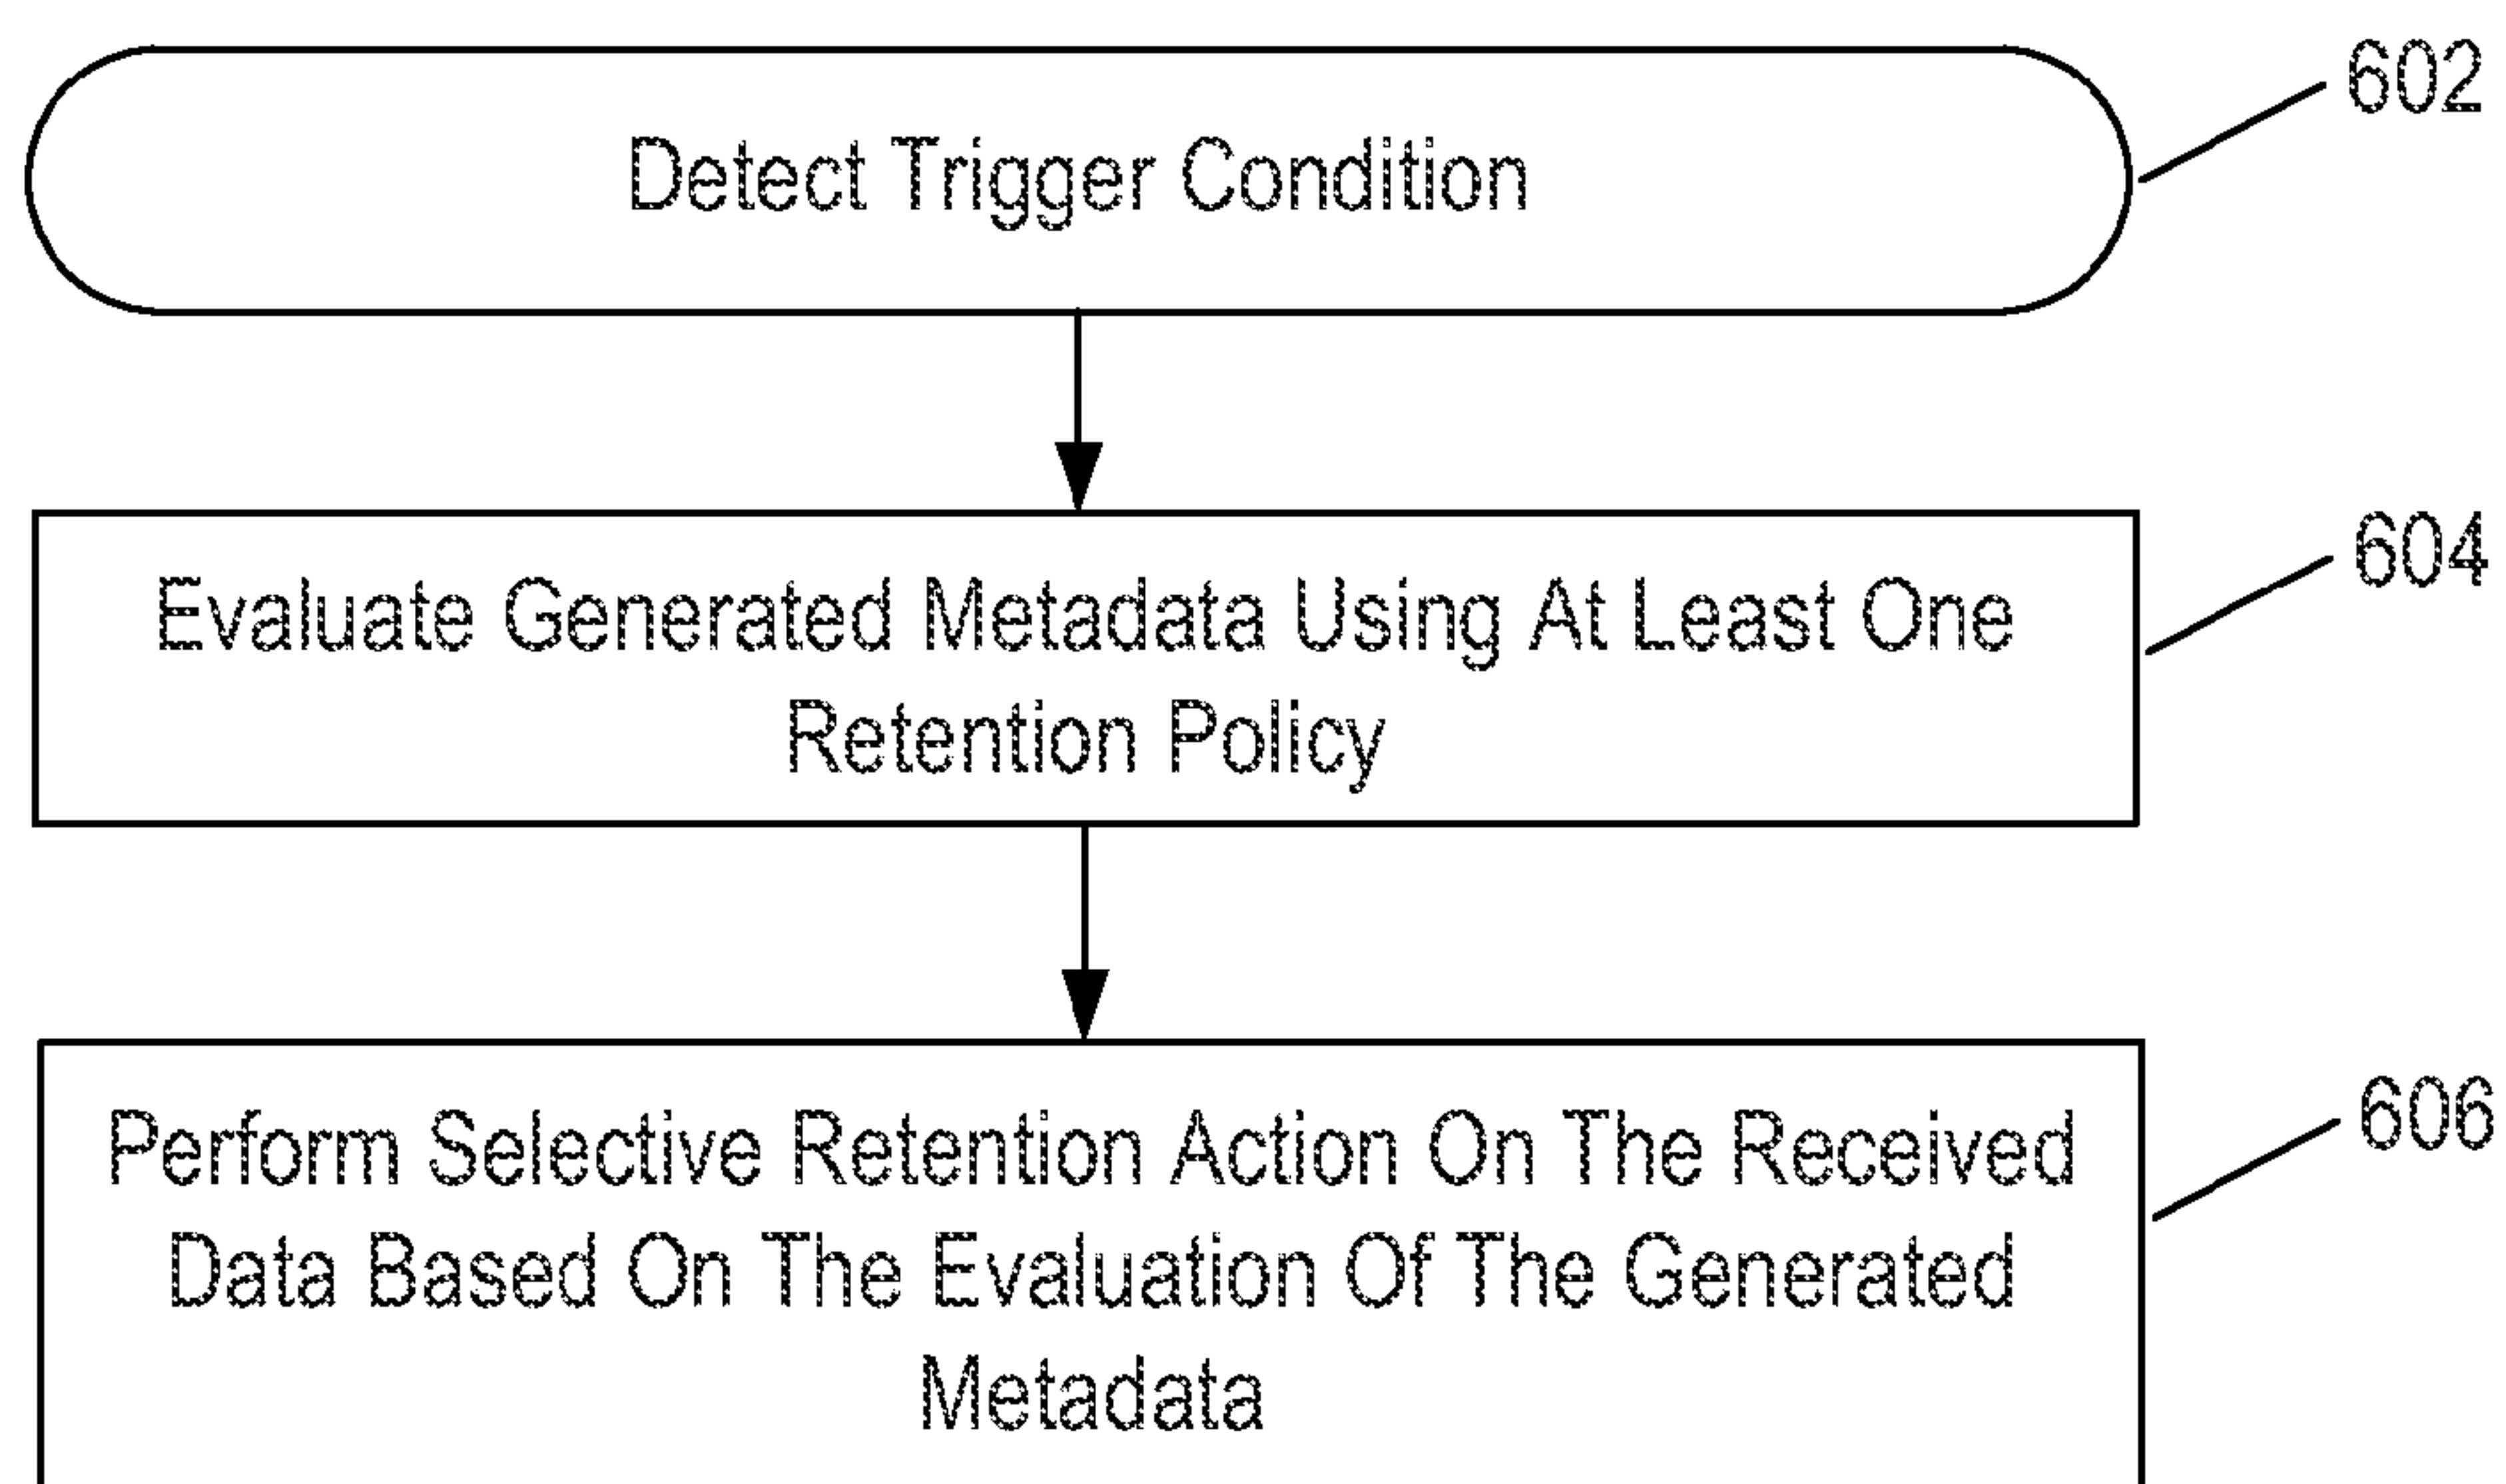 Detect Trigger Condition
602
Evaluate Generated Metadata Using At Least One
Retention Policy
604
Perform Selective Retention Action On The Received
Data Based On The Evaluation Of The Generated
Metadata
606